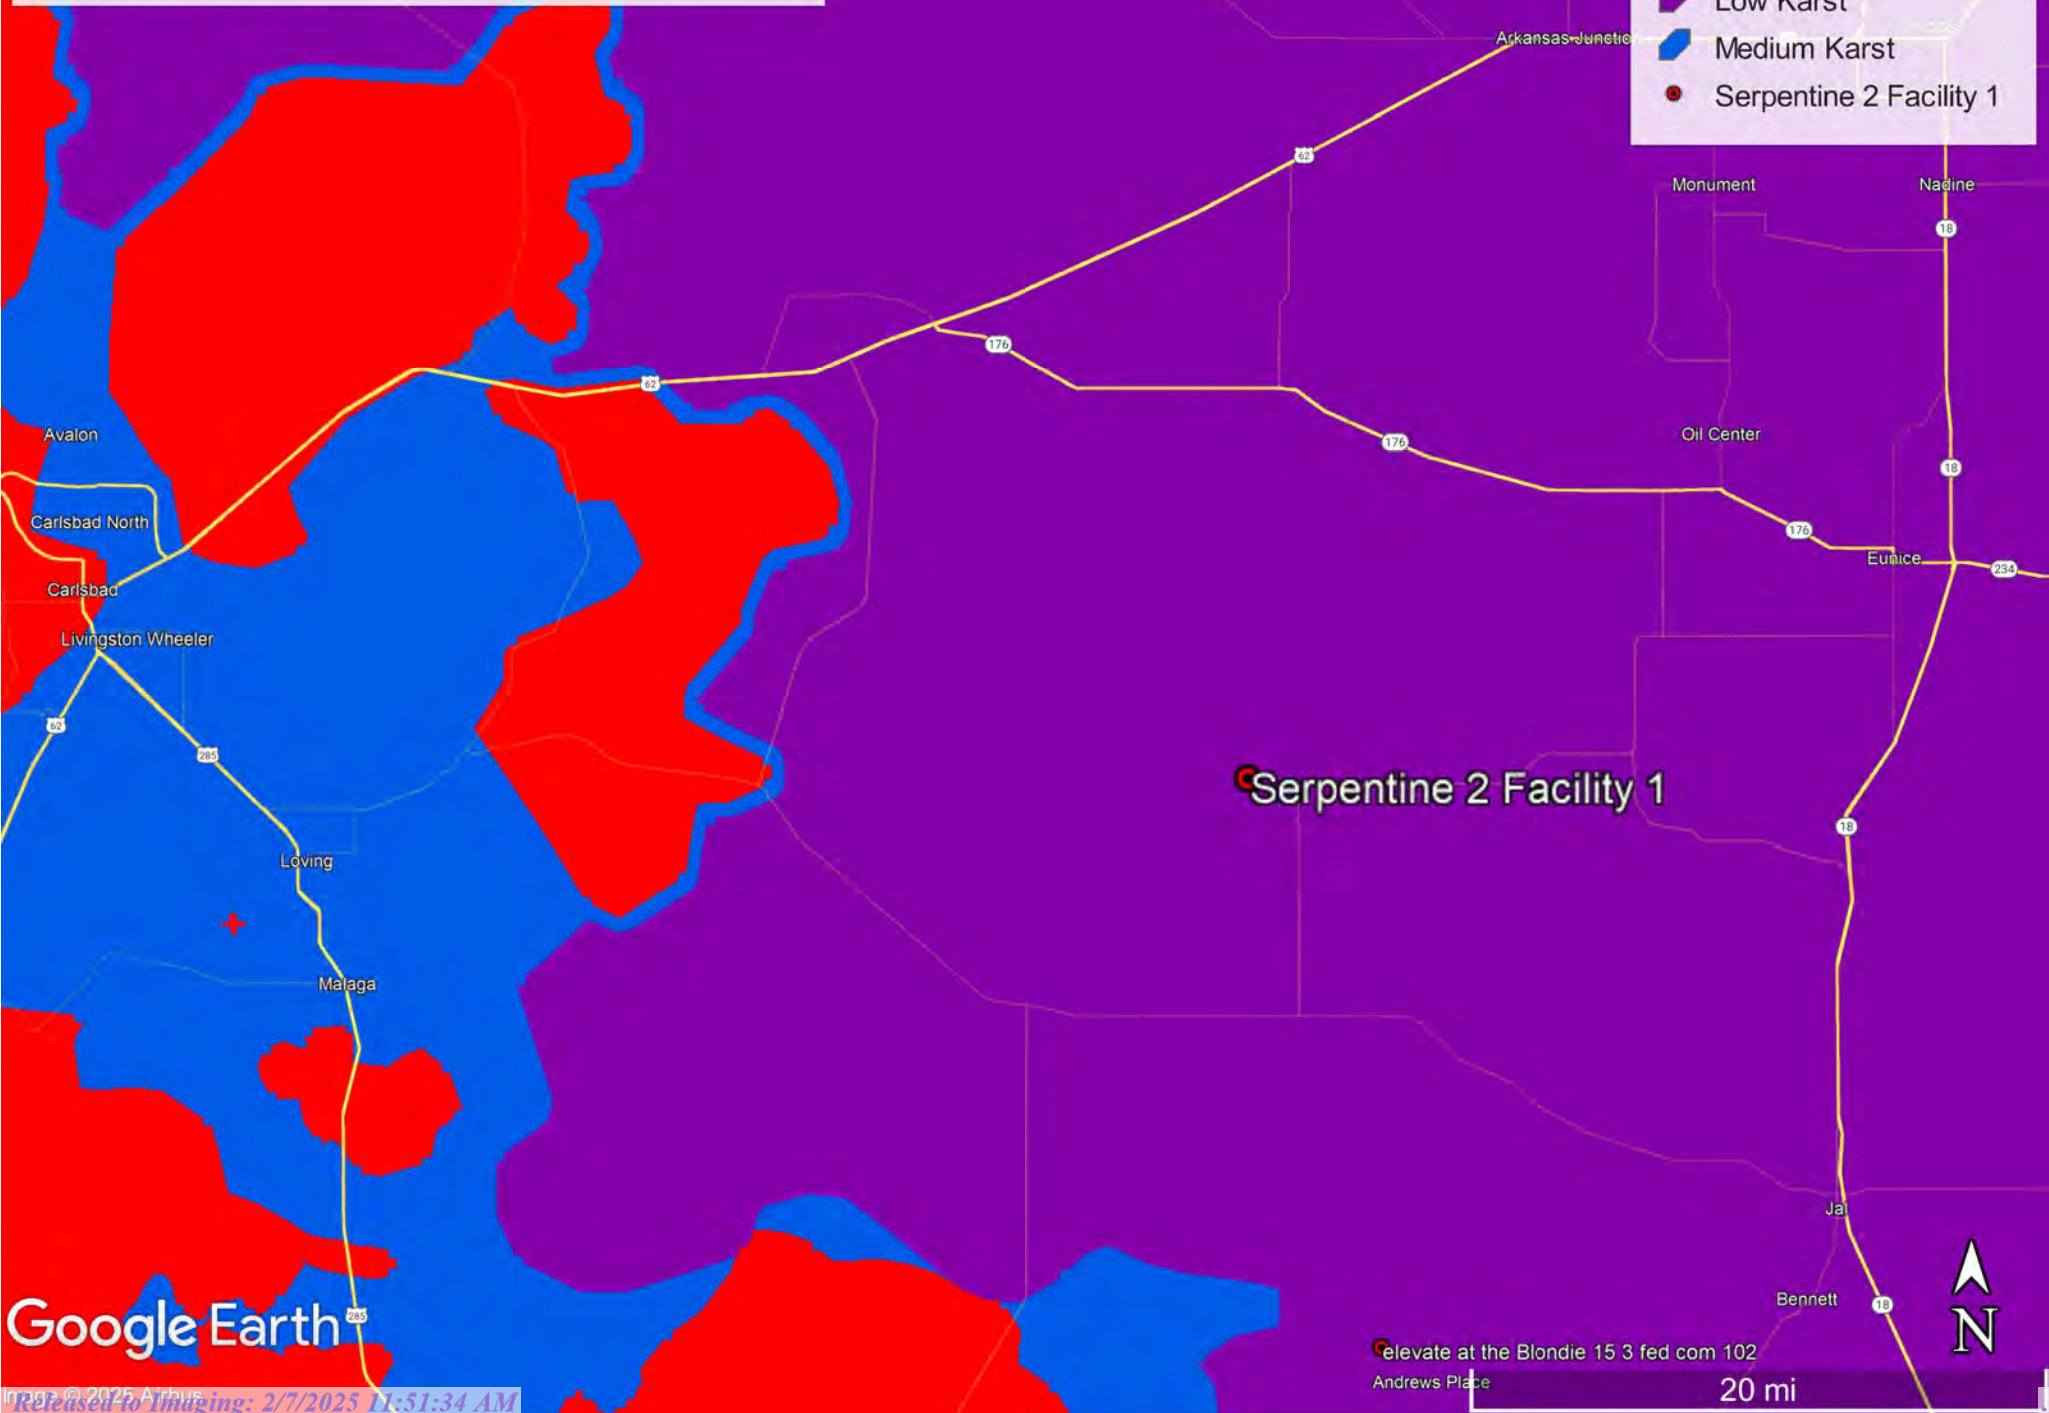 Low Karst
Medium Karst
Serpentine 2 Facility 1
Arkansas Junctio
62
Monument
Nadine
18
176
62
Avalon
176
Oil Center
18
Carlsbad North
176
Eunice
234
Carlsbad
Livingston Wheeler
62
285
Serpentine 2 Facility 1
18
Loving
Malaga
Jal
Bennett
18
N
Google Earth
285
elevate at the Blondie 15 3 fed com 102
Andrews Place
20 mi
Image © 2025 Airbus
Released to Imaging: 2/7/2025 11:51:34 AM